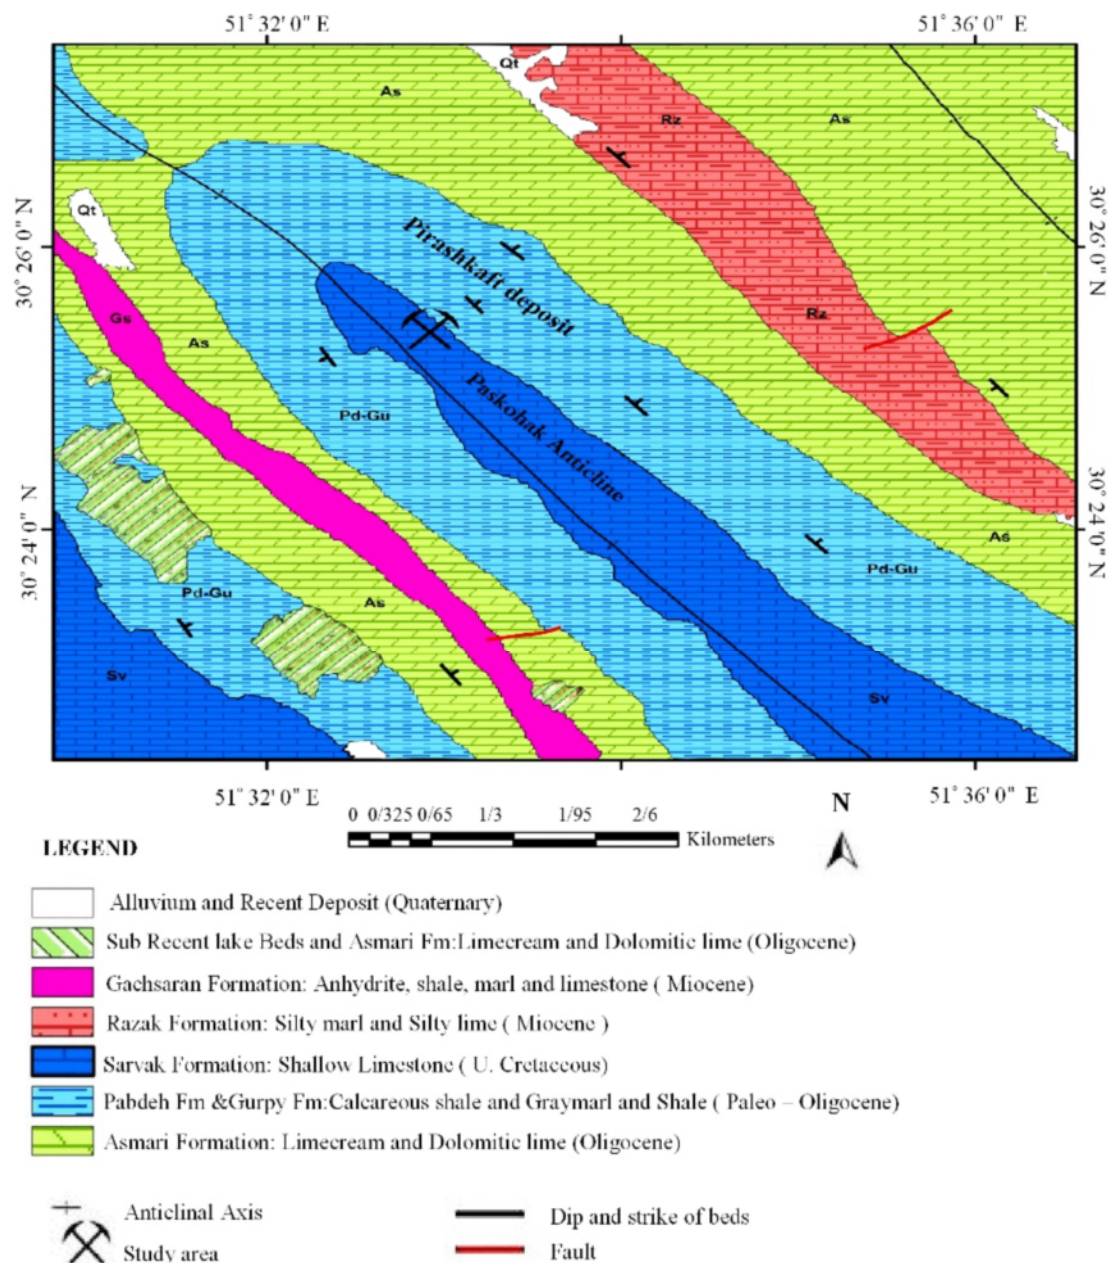 51° 32' 0" E
51° 36' 0" E
Qt
As
Rz
As
Qt
30° 26' 0" N
30° 26' 0" N
Pirashkaft deposit
Gs
As
Rz
Paskohak Anticline
Pd-Gu
30° 24' 0" N
30° 24' 0" N
As
Pd-Gu
Pd-Gu
As
Sv
Sv
51° 32' 0" E
51° 36' 0" E
0 0/325 0/65 1/3 1/95 2/6
Kilometers
N
LEGEND
Alluvium and Recent Deposit (Quaternary)
Sub Recent lake Beds and Asmari Fm:Limecream and Dolomitic lime (Oligocene)
Gachsaran Formation: Anhydrite, shale, marl and limestone ( Miocene)
Razak Formation: Silty marl and Silty lime ( Miocene )
Sarvak Formation: Shallow Limestone ( U. Cretaceous)
Pabdeh Fm &Gurpy Fm:Calcareous shale and Graymarl and Shale ( Paleo – Oligocene)
Asmari Formation: Limecream and Dolomitic lime (Oligocene)
Anticlinal Axis
Dip and strike of beds
Study area
Fault